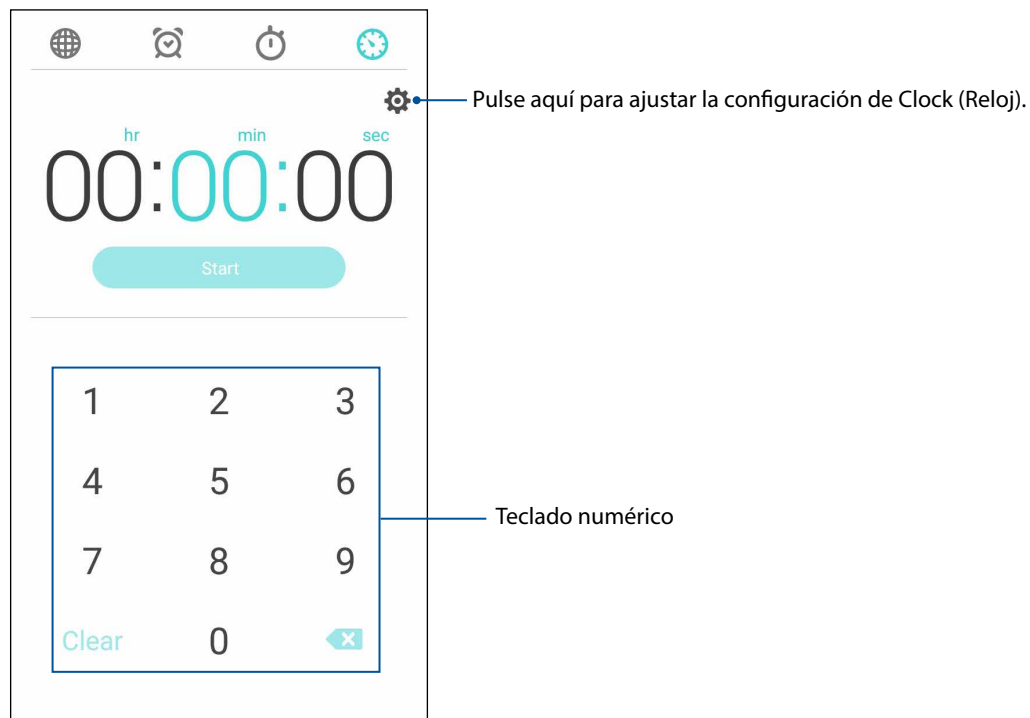 Pulse aquí para ajustar la configuración de Clock (Reloj).
hr min sec
00:00:00
Start
1 2 3
4 5 6
Teclado numérico
7 8 9
Clear 0